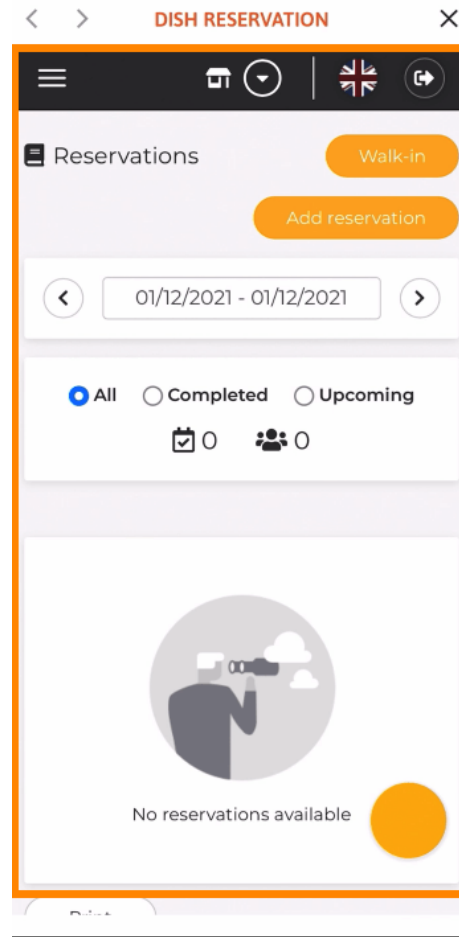 DISH RESERVATION
Reservations
Walk-in
Add reservation
01/12/2021 - 01/12/2021
All Completed Upcoming
0 0
No reservations available
Print